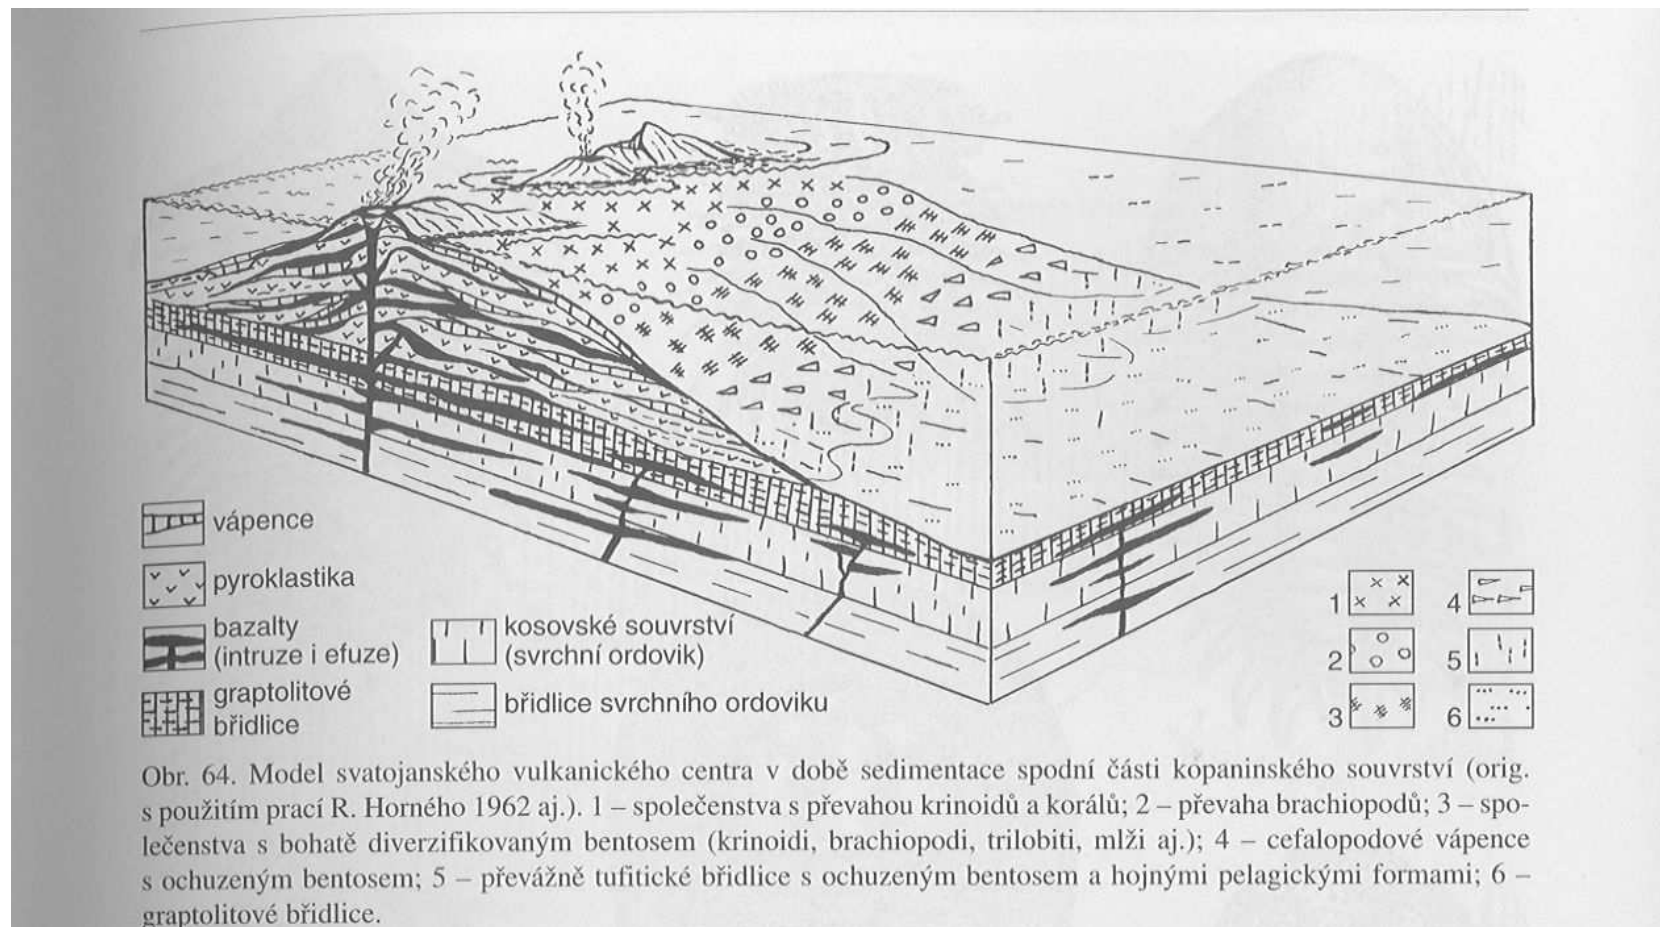 vápence
pyroklastika
bazalty
(intruze i efuze)
graptolitové
břidlice
kosovské souvrství
(svrchní ordovik)
břidlice svrchního ordoviku
1
2
3
4
5
6
Obr. 64. Model svatojanského vulkanického centra v době sedimentace spodní části kopaninského souvrství (orig.
s použitím prací R. Horného 1962 aj.). 1 – společenstva s převahou krinoidů a korálů; 2 – převaha brachiopodů; 3 – spo-
lečenstva s bohatě diverzifikovaným bentosem (krinoidi, brachiopodi, trilobiti, mlži aj.); 4 – cefalopodové vápence
s ochuzeným bentosem; 5 – převážně tufitické břidlice s ochuzeným bentosem a hojnými pelagickými formami; 6 –
graptolitové břidlice.